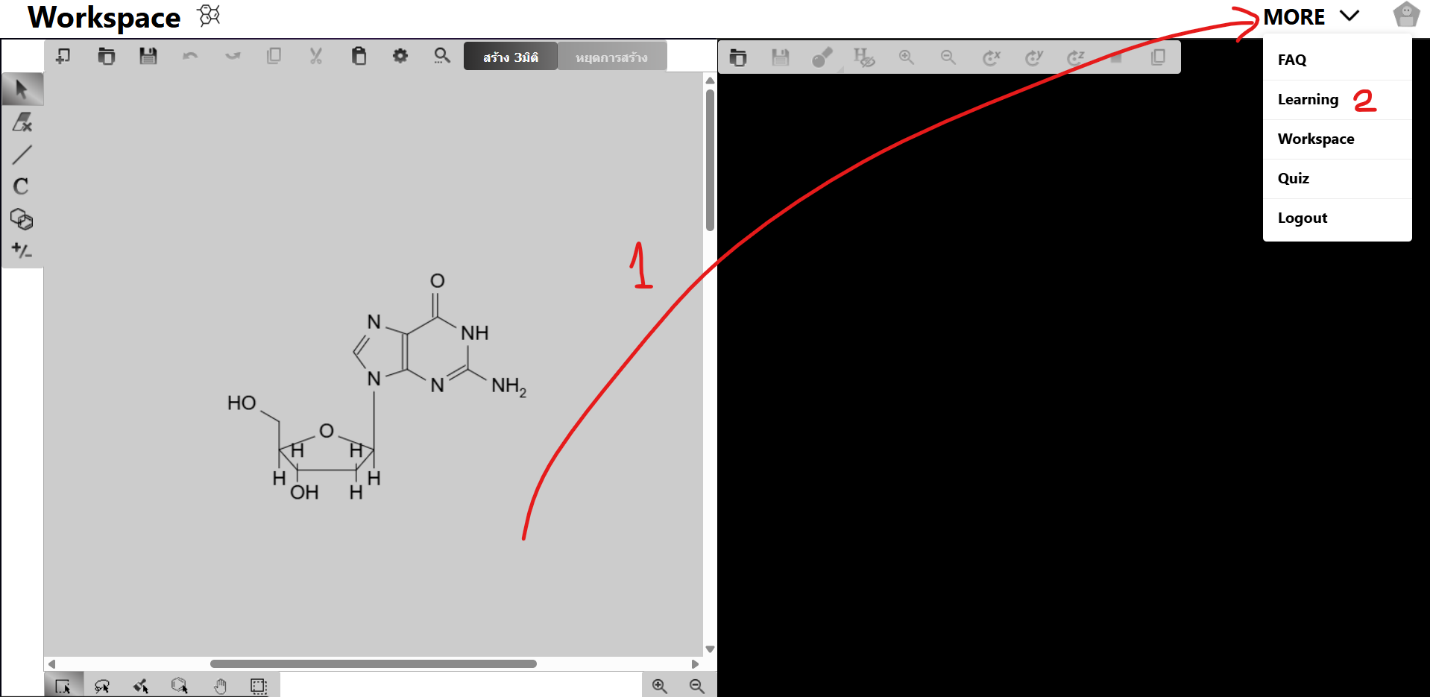 Workspace
MORE
สร้าง 3มิติ
หยุดการสร้าง
H
x
y
z
FAQ
Learning 2
Workspace
Quiz
Logout
C
+/-
1
O
N
NH
N
N
NH2
HO
O
H
H
H
H
OH
H